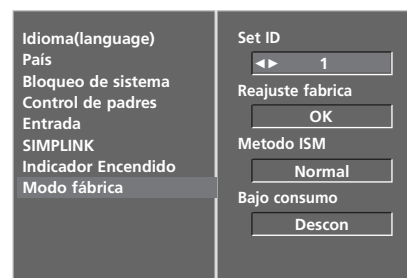 Idioma(language)
País
Bloqueo de sistema
Control de padres
Entrada
SIMPLINK
Indicador Encendido
Modo fábrica
Set ID
◄► 1
Reajuste fabrica
OK
Metodo ISM
Normal
Bajo consumo
Descon